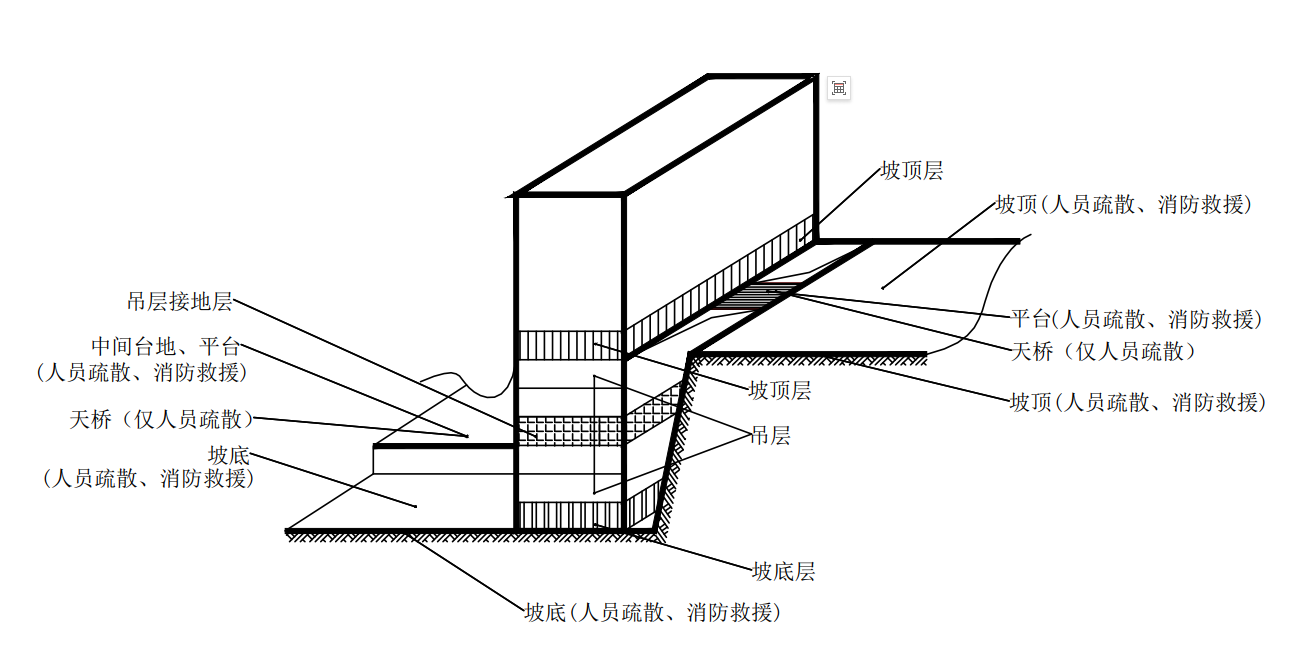 坡顶层
坡顶(人员疏散、消防救援)
吊层接地层
平台(人员疏散、消防救援)
中间台地、平台
(人员疏散、消防救援)
天桥（仅人员疏散）
坡顶层
坡顶(人员疏散、消防救援)
天桥（仅人员疏散）
吊层
坡底
(人员疏散、消防救援)
坡底层
坡底(人员疏散、消防救援)